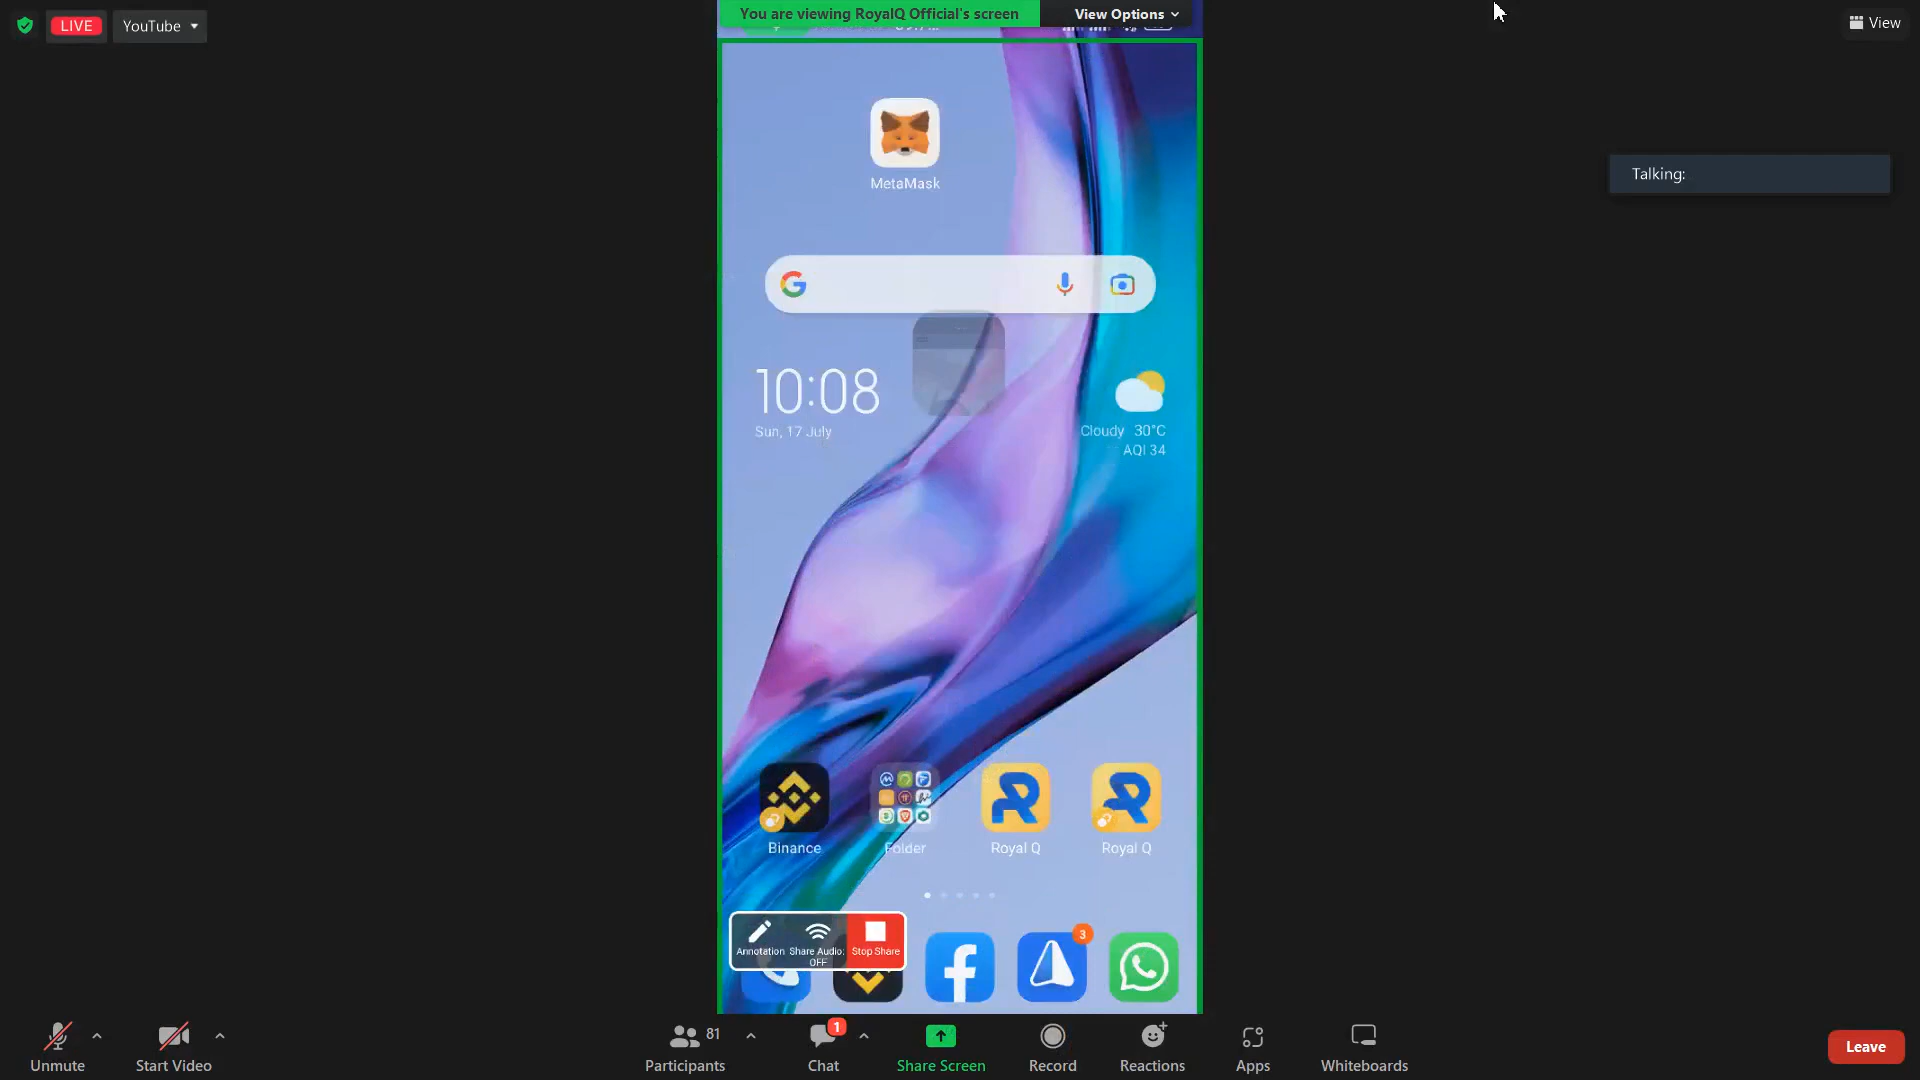 LIVE
YouTube
You are viewing RoyalQ Official's screen
View Options
View
Talking:
MetaMask
10:08
Sun, 17 July
Cloudy 30°C
AQI 34
Binance
Folder
Royal Q
Royal Q
Annotation
Share Audio:
OFF
Stop Share
3
Unmute
Start Video
81
Participants
1
Chat
Share Screen
Record
Reactions
Apps
Whiteboards
Leave